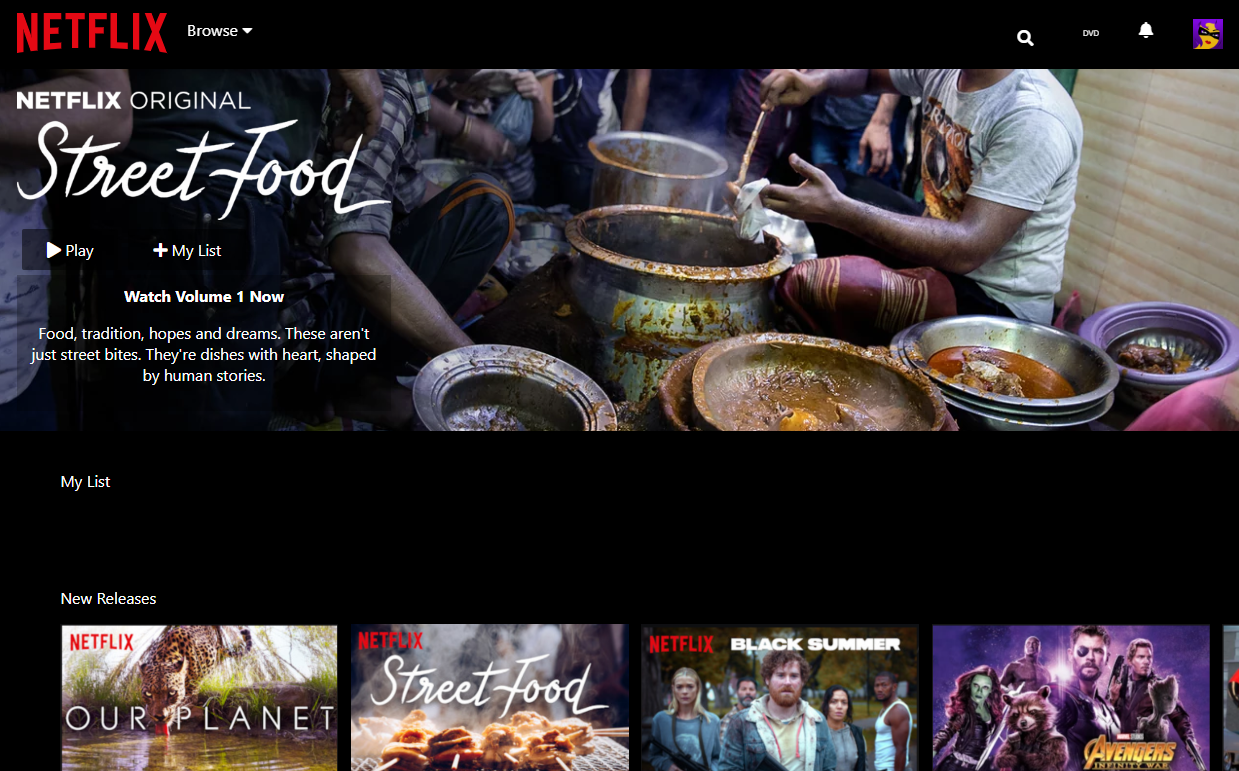 NETFLIX
Browse
DVD
NETFLIX ORIGINAL
Street Food
Play
My List
Watch Volume 1 Now
Food, tradition, hopes and dreams. These aren't
just street bites. They're dishes with heart, shaped
by human stories.
My List
New Releases
NETFLIX
OUR PLANET
NETFLIX
Street Food
NETFLIX
BLACK SUMMER
MARVEL STUDIOS
AVENGERS
INFINITY WAR